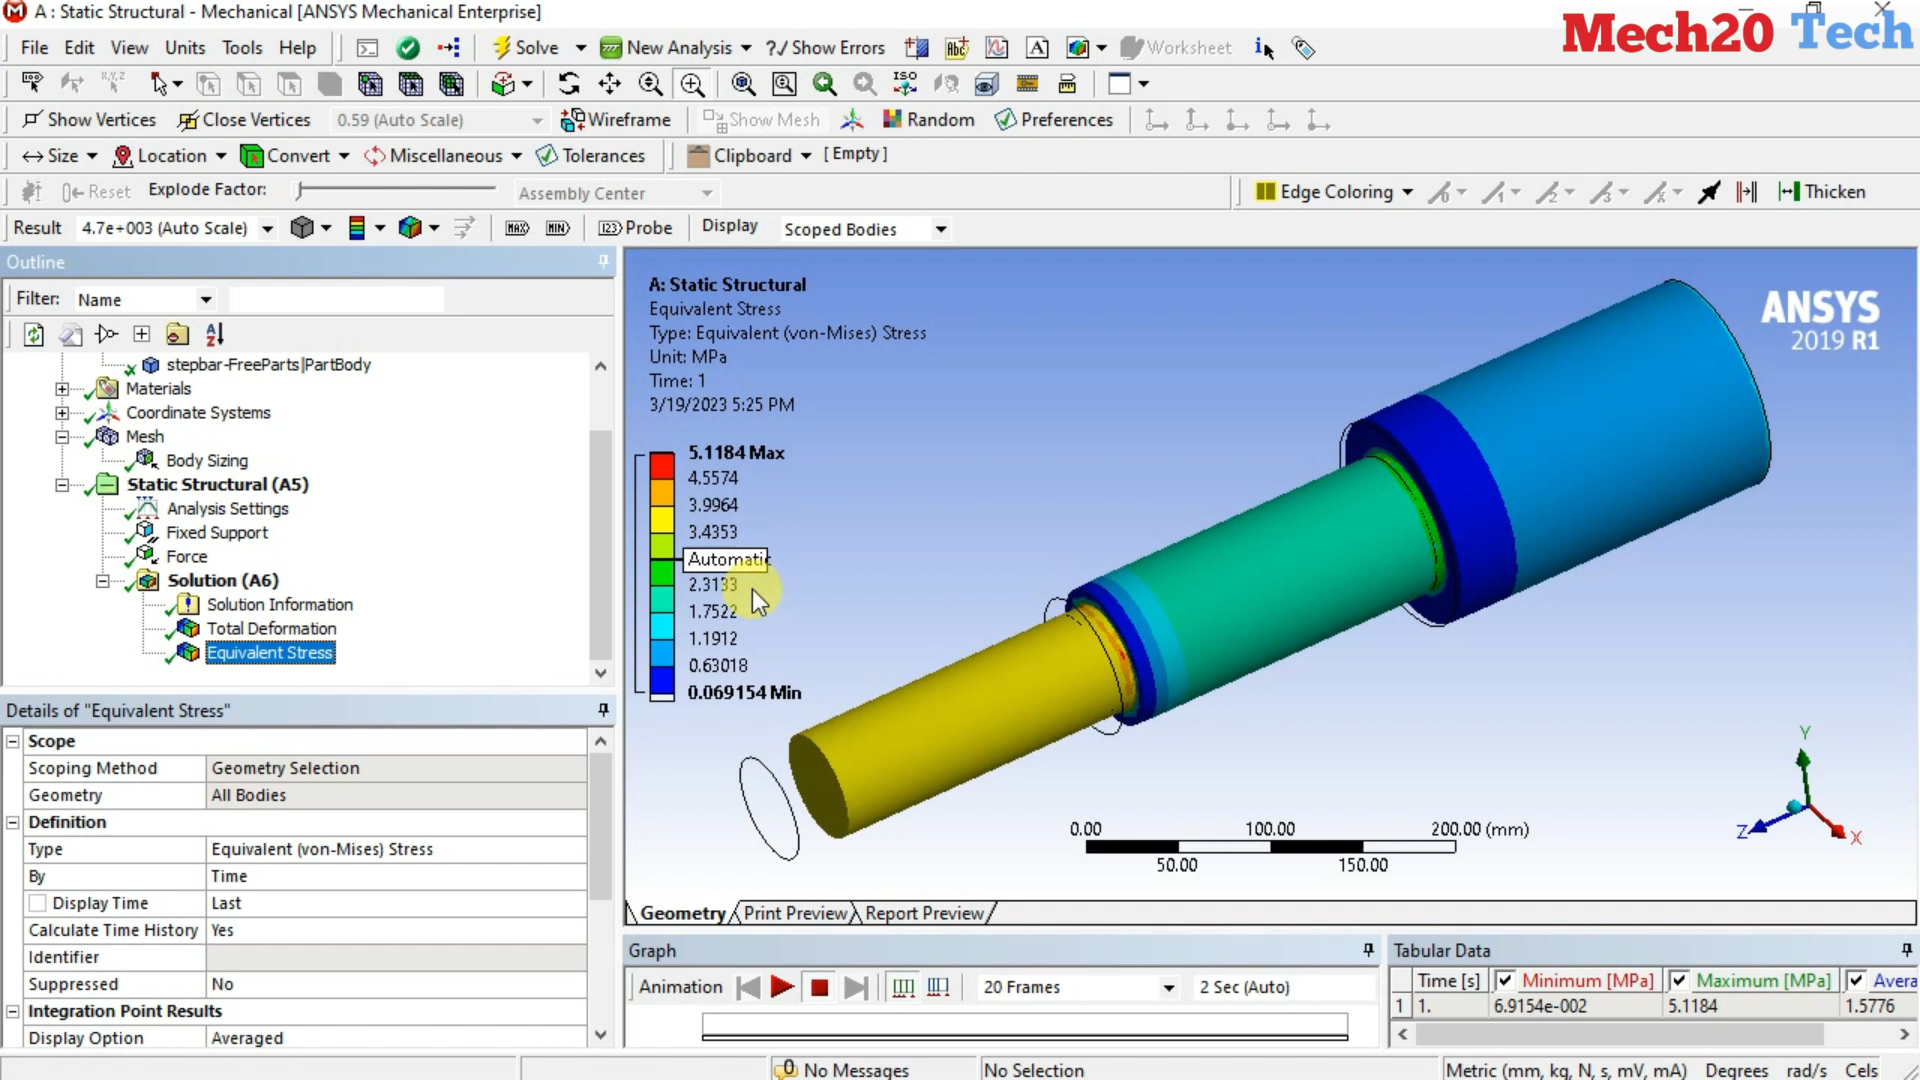 A : Static Structural - Mechanical [ANSYS Mechanical Enterprise]
Mech20 Tech
File Edit View Units Tools Help Solve New Analysis ?/ Show Errors Worksheet
Show Vertices Close Vertices 0.59 (Auto Scale) Wireframe Show Mesh Random Preferences
Size Location Convert Miscellaneous Tolerances Clipboard [ Empty ]
Reset Explode Factor: Assembly Center Edge Coloring Thicken
Result 4.7e+003 (Auto Scale) MAX MIN Probe Display Scoped Bodies
Outline
Filter: Name
stepbar-FreeParts|PartBody
Materials
Coordinate Systems
Mesh
Body Sizing
Static Structural (A5)
Analysis Settings
Fixed Support
Force
Solution (A6)
Solution Information
Total Deformation
Equivalent Stress
Details of "Equivalent Stress"
Scope
Scoping Method Geometry Selection
Geometry All Bodies
Definition
Type Equivalent (von-Mises) Stress
By Time
Display Time Last
Calculate Time History Yes
Identifier
Suppressed No
Integration Point Results
Display Option Averaged
A: Static Structural
Equivalent Stress
Type: Equivalent (von-Mises) Stress
Unit: MPa
Time: 1
3/19/2023 5:25 PM
5.1184 Max
4.5574
3.9964
3.4353
Automatic
2.3133
1.7522
1.1912
0.63018
0.069154 Min
ANSYS
2019 R1
Y
Z
X
0.00 100.00 200.00 (mm)
50.00 150.00
Geometry Print Preview Report Preview
Graph
Animation 20 Frames 2 Sec (Auto)
Tabular Data
Time [s] Minimum [MPa] Maximum [MPa] Avera
1 1. 6.9154e-002 5.1184 1.5776
0 No Messages No Selection Metric (mm, kg, N, s, mV, mA) Degrees rad/s Cels